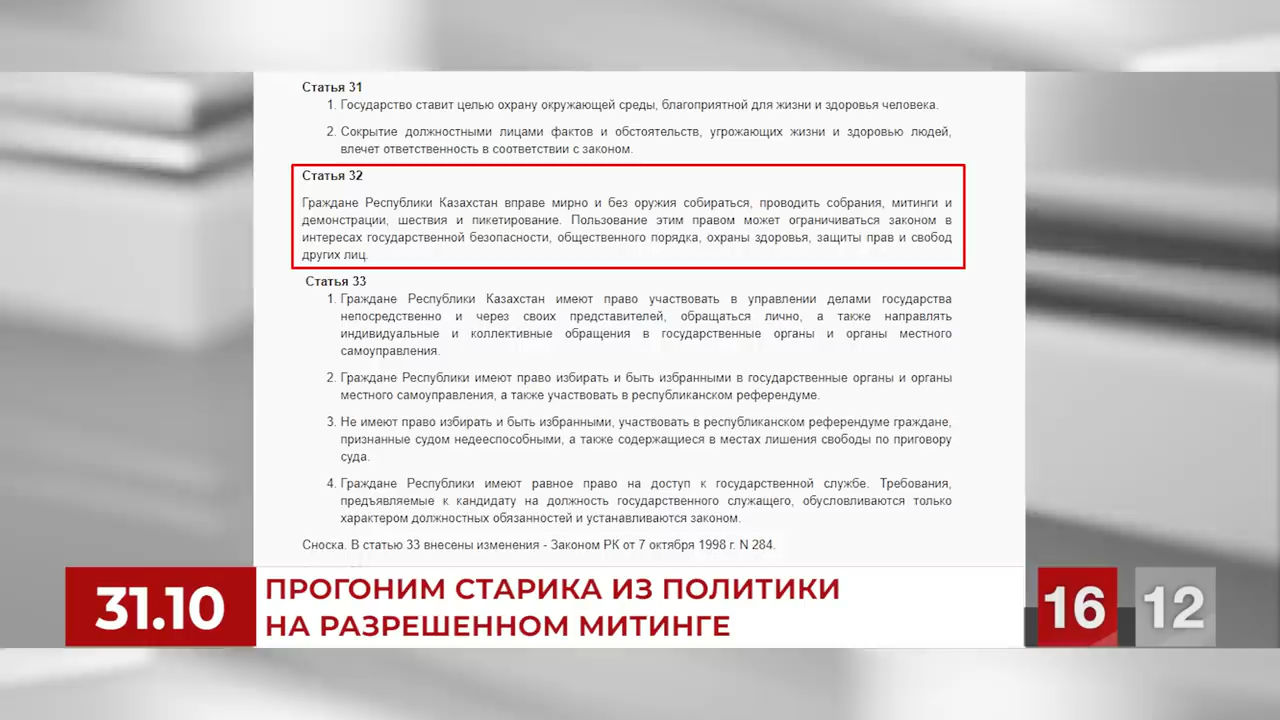 Статья 31
1. Государство ставит целью охрану окружающей среды, благоприятной для жизни и здоровья человека.
2. Сокрытие должностными лицами фактов и обстоятельств, угрожающих жизни и здоровью людей,
влечет ответственность в соответствии с законом.
Статья 32
Граждане Республики Казахстан вправе мирно и без оружия собираться, проводить собрания, митинги и
демонстрации, шествия и пикетирование. Пользование этим правом может ограничиваться законом в
интересах государственной безопасности, общественного порядка, охраны здоровья, защиты прав и свобод
других лиц.
Статья 33
1. Граждане Республики Казахстан имеют право участвовать в управлении делами государства
непосредственно и через своих представителей, обращаться лично, а также направлять
индивидуальные и коллективные обращения в государственные органы и органы местного
самоуправления.
2. Граждане Республики имеют право избирать и быть избранными в государственные органы и органы
местного самоуправления, а также участвовать в республиканском референдуме.
3. Не имеют право избирать и быть избранными, участвовать в республиканском референдуме граждане,
признанные судом недееспособными, а также содержащиеся в местах лишения свободы по приговору
суда.
4. Граждане Республики имеют равное право на доступ к государственной службе. Требования,
предъявляемые к кандидату на должность государственного служащего, обусловливаются только
характером должностных обязанностей и устанавливаются законом.
Сноска. В статью 33 внесены изменения - Законом РК от 7 октября 1998 г. N 284.
31.10
ПРОГОНИМ СТАРИКА ИЗ ПОЛИТИКИ
НА РАЗРЕШЕННОМ МИТИНГЕ
16 12